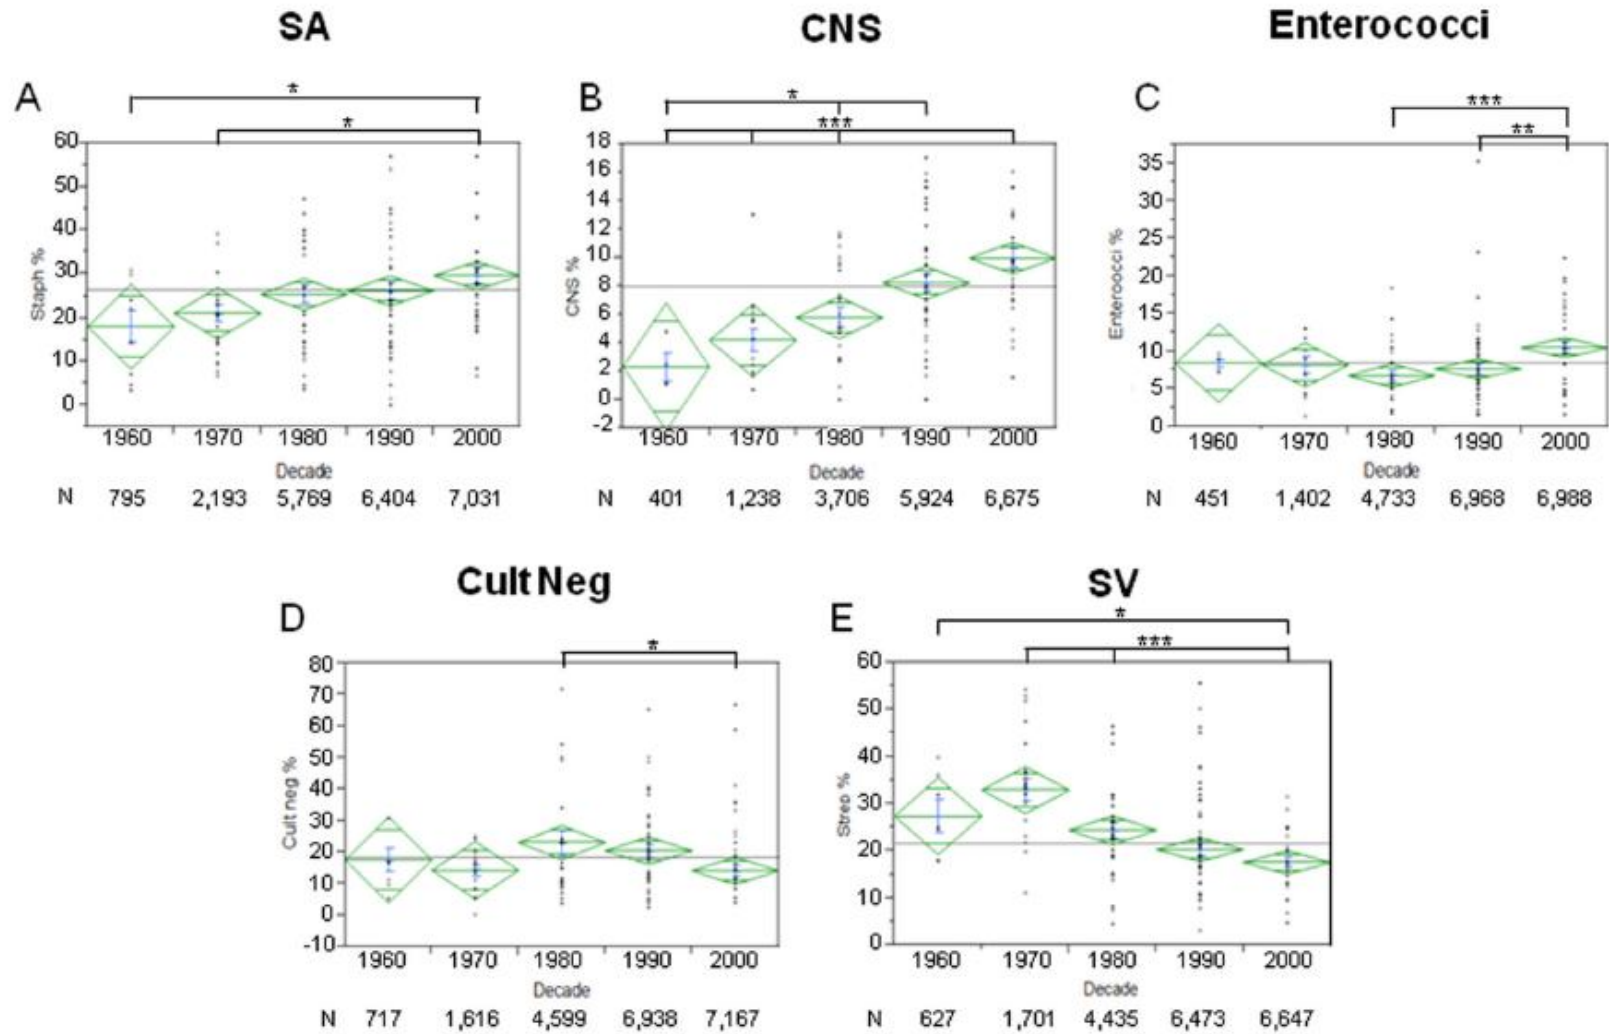 SA
CNS
Enterococci
A
*
*
Staph %
60
50
40
30
20
10
0
1960 1970 1980 1990 2000
Decade
N 795 2,193 5,769 6,404 7,031
B
*
***
CNS %
18
16
14
12
10
8
6
4
2
0
-2
1960 1970 1980 1990 2000
Decade
N 401 1,238 3,706 5,924 6,675
C
***
**
Enterococci %
35
30
25
20
15
10
5
0
1960 1970 1980 1990 2000
Decade
N 451 1,402 4,733 6,968 6,988
Cult Neg
SV
D
*
Cult neg %
80
70
60
50
40
30
20
10
0
-10
1960 1970 1980 1990 2000
Decade
N 717 1,616 4,599 6,938 7,167
E
*
***
Strep %
60
50
40
30
20
10
0
1960 1970 1980 1990 2000
Decade
N 627 1,701 4,435 6,473 6,647